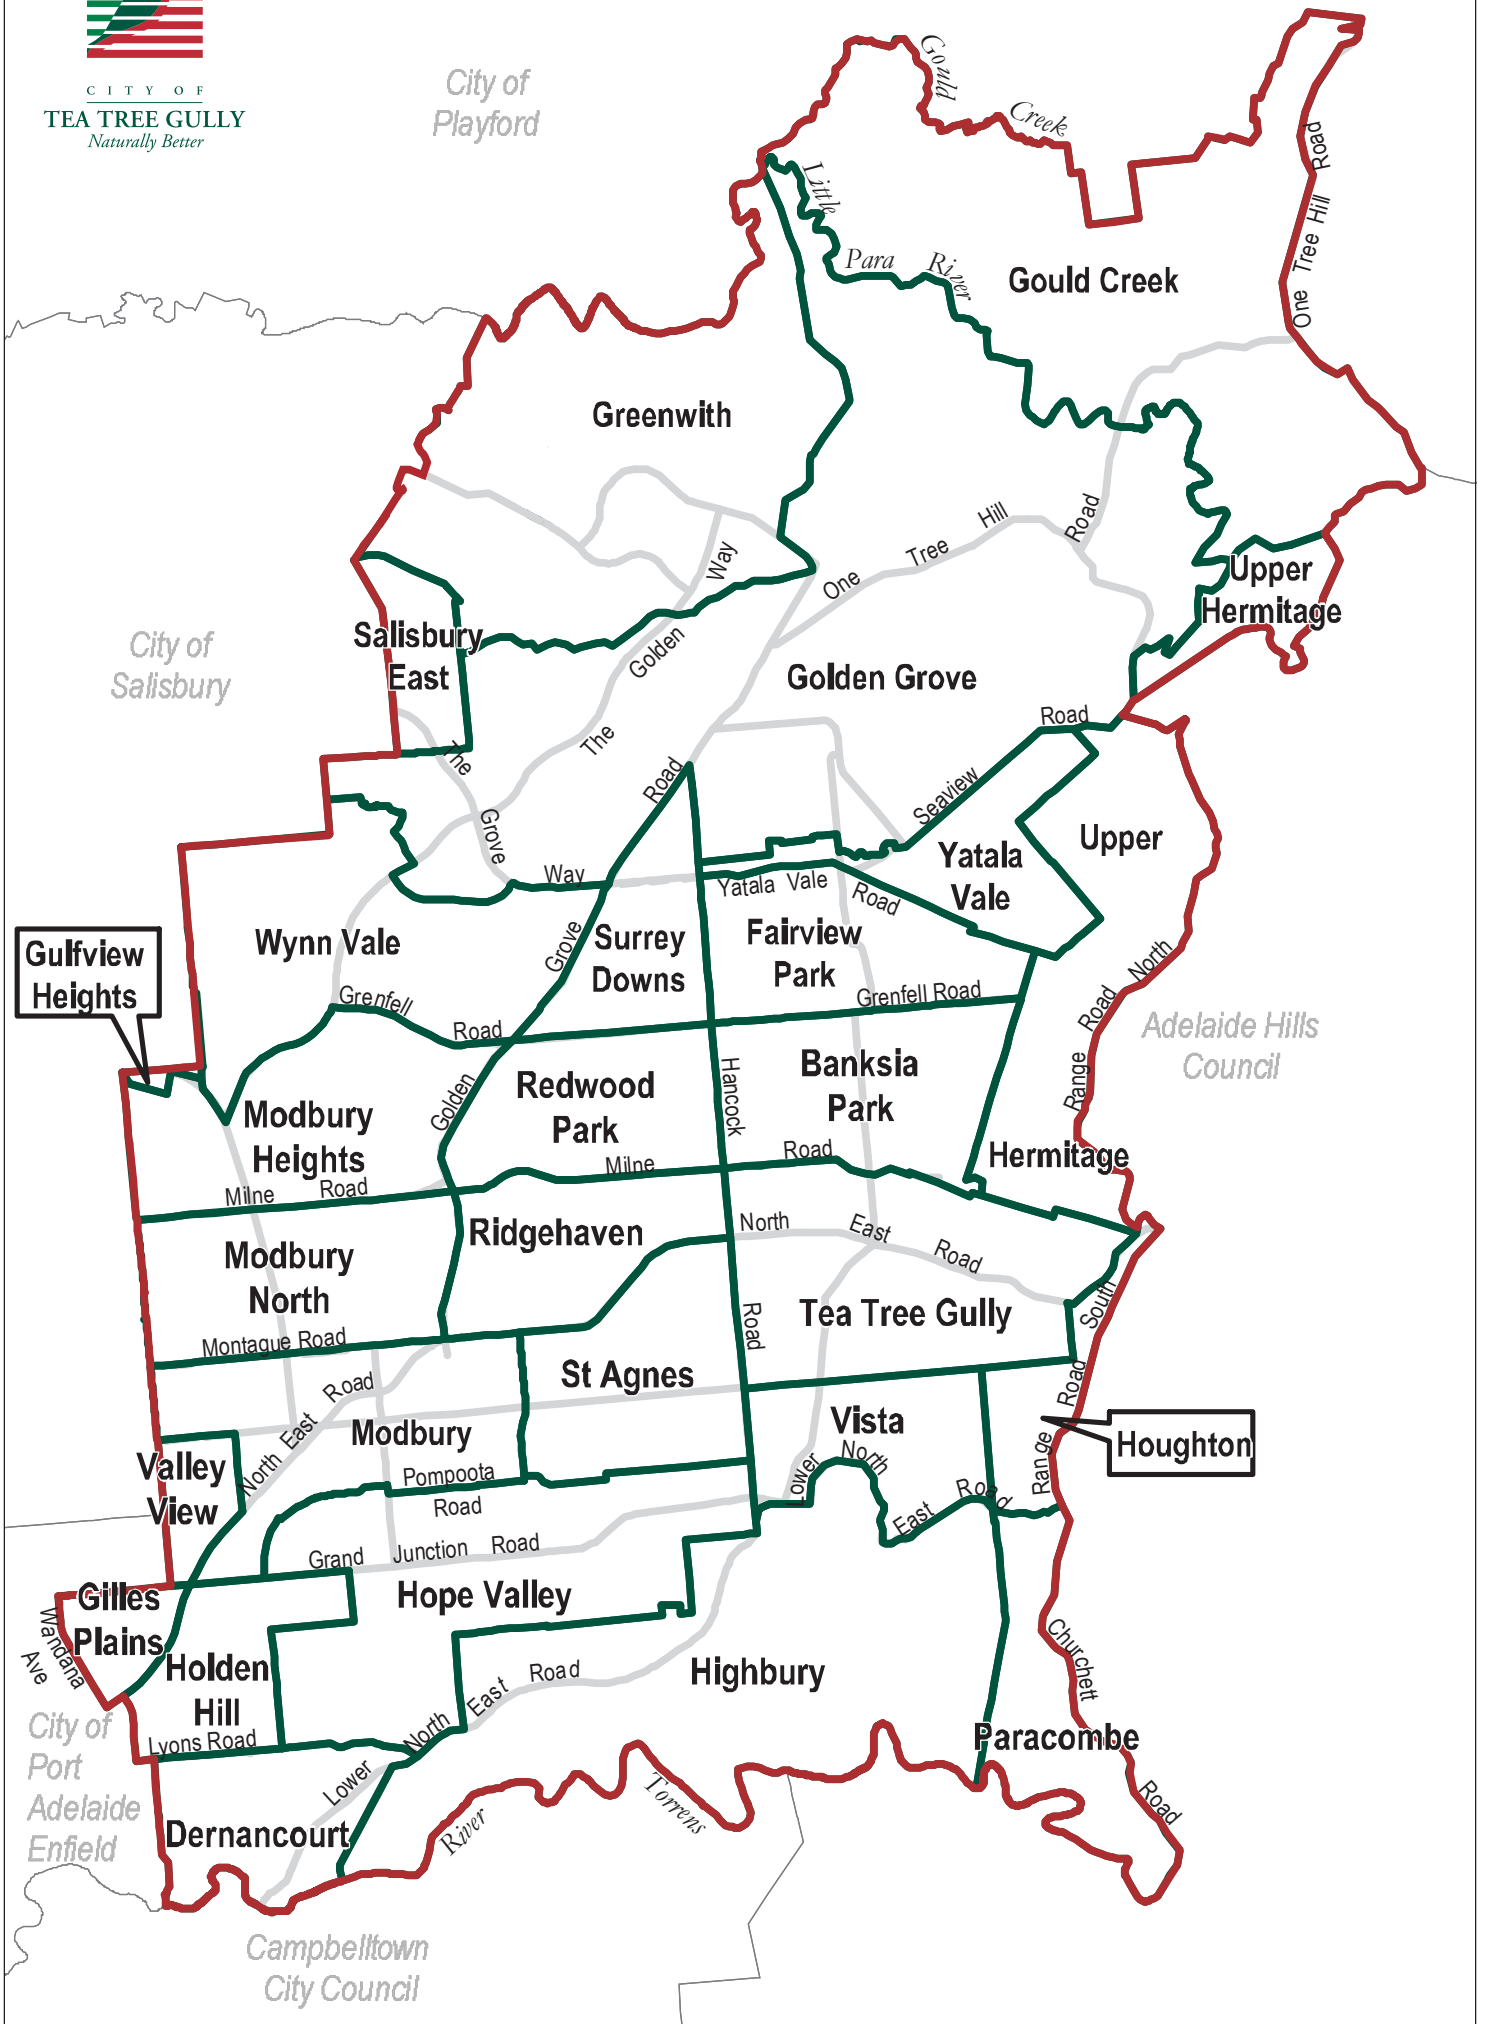 CITY OF
TEA TREE GULLY
Naturally Better
City of
Playford
Gould
Creek
Little
Para
River
Gould Creek
One Tree Hill Road
Greenwith
Way
One
Tree
Hill
Road
Upper
Hermitage
Salisbury
East
City of
Salisbury
Golden
The
Golden Grove
Road
Seaview
The
Grove
Way
Road
Yatala
Vale
Upper
Yatala Vale
Road
Wynn Vale
Grove
Surrey
Downs
Fairview
Park
Gulfview
Heights
Grenfell
Road
Grenfell Road
North
Road
Range
Adelaide Hills
Council
Golden
Redwood
Park
Hancock
Banksia
Park
Modbury
Heights
Milne
Road
Milne
Road
Hermitage
Ridgehaven
North
East
Road
Modbury
North
Montague Road
Road
Tea Tree Gully
South
Road
Range
St Agnes
Road
East
North
Modbury
Vista
Houghton
Valley
View
Pompoota
Road
Lower
North
East
Road
Grand
Junction
Road
Hope Valley
Gilles
Plains
Wandana
Ave
Holden
Hill
Lyons Road
Highbury
Road
East
North
Lower
Churchett
Road
Paracombe
City of
Port
Adelaide
Enfield
Dernancourt
River
Torrens
Campbelltown
City Council